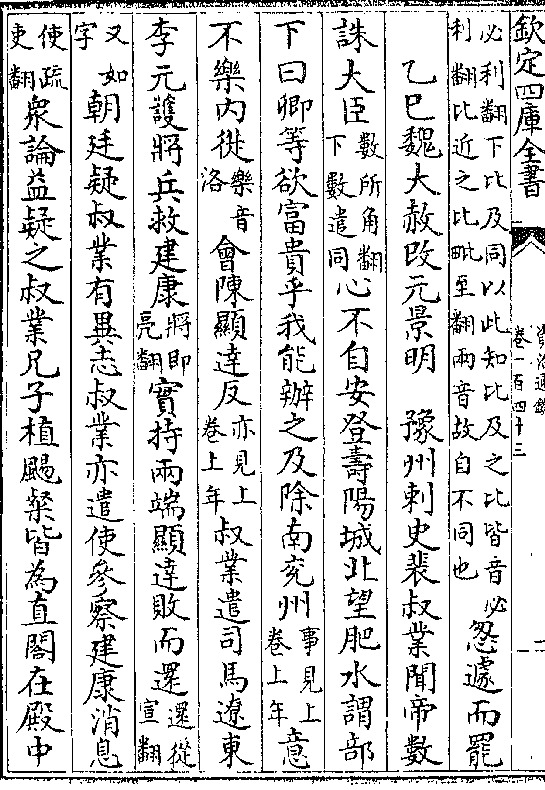 欽定四庫全書
資治通鑑
卷一百四十三
必利翻下比及同以此知比及之比皆音必
利翻比近之比毗至翻兩音故自不同也
怱遽而罷
乙巳魏大赦改元景明　豫州刺史裴叔業聞帝數
誅大臣
數所角翻
下數遣同
心不自安登壽陽城北望肥水謂部
下曰卿等欲富貴乎我能辦之及除南兖州
事見上
卷上年
意
不樂内徙
樂音
洛
會陳顯達反
亦見上
卷上年
叔業遣司馬遼東
李元護將兵救建康
將即
亮翻
實持兩端顯達敗而還
還從
宣翻
又如
字
朝廷疑叔業有異志叔業亦遣使參察建康消息
使疏
吏翻
衆論益疑之叔業兄子植颺粲皆為直閤在殿中